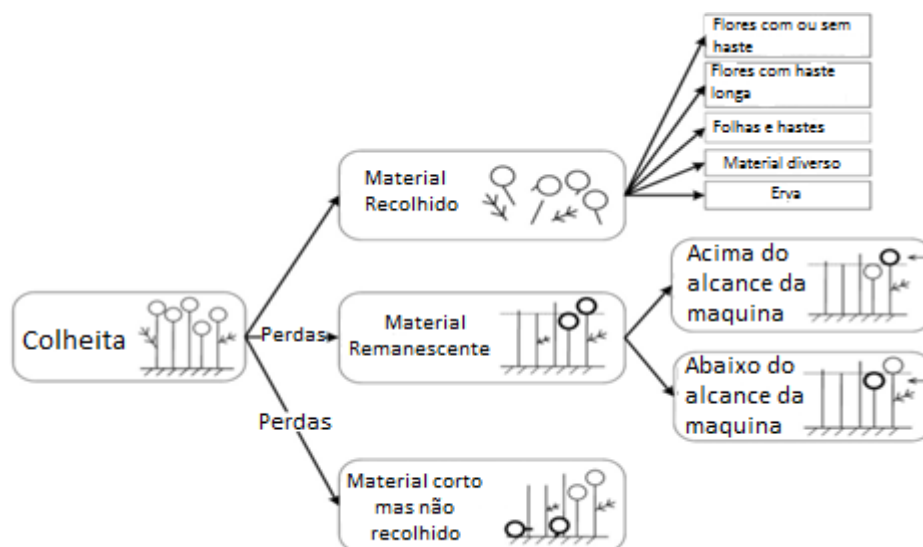 Flores com ou sem
haste
Flores com haste
longa
Folhas e hastes
Material diverso
Erva
Material
Recolhido
Acima do
alcance da
maquina
Colheita
Perdas
Material
Remanescente
Abaixo do
alcance da
maquina
Perdas
Material corto
mas não
recolhido